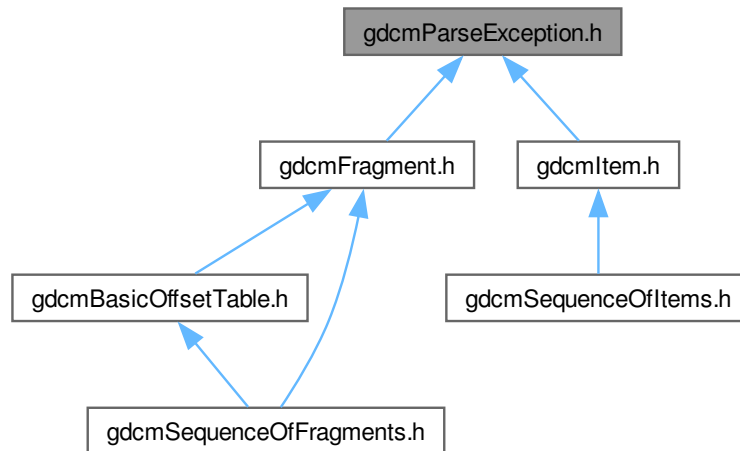 gdcmParseException.h
gdcmFragment.h
gdcmItem.h
gdcmBasicOffsetTable.h
gdcmSequenceOfItems.h
gdcmSequenceOfFragments.h